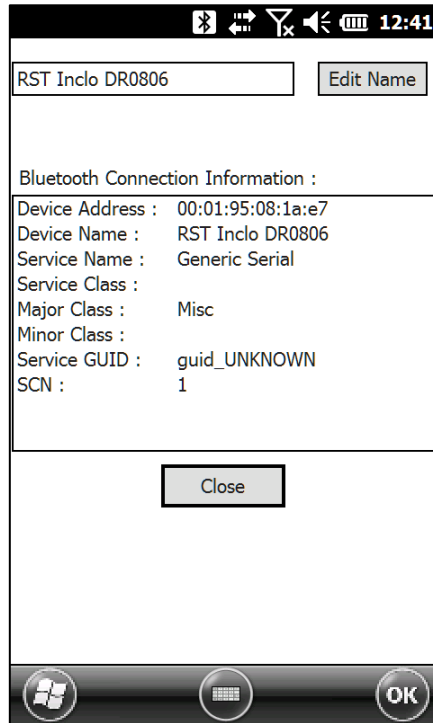 12:41
RST Inclo DR0806
Edit Name
Bluetooth Connection Information :
Device Address : 00:01:95:08:1a:e7
Device Name : RST Inclo DR0806
Service Name : Generic Serial
Service Class :
Major Class : Misc
Minor Class :
Service GUID : guid_UNKNOWN
SCN : 1
Close
OK